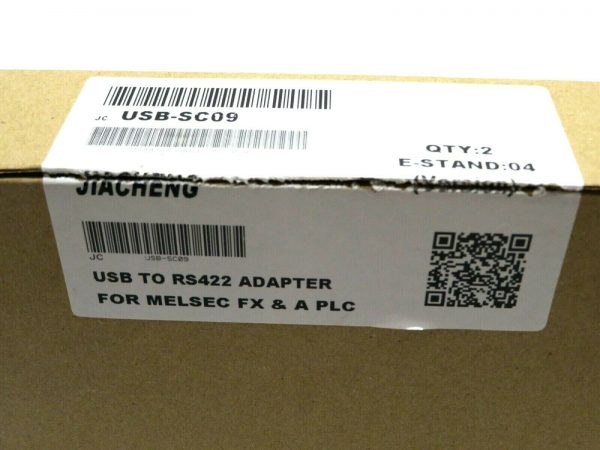 JC USB-SC09
QTY:2
E-STAND:04
(Version)
JIACHENG
JC USB-SC09
USB TO RS422 ADAPTER
FOR MELSEC FX & A PLC